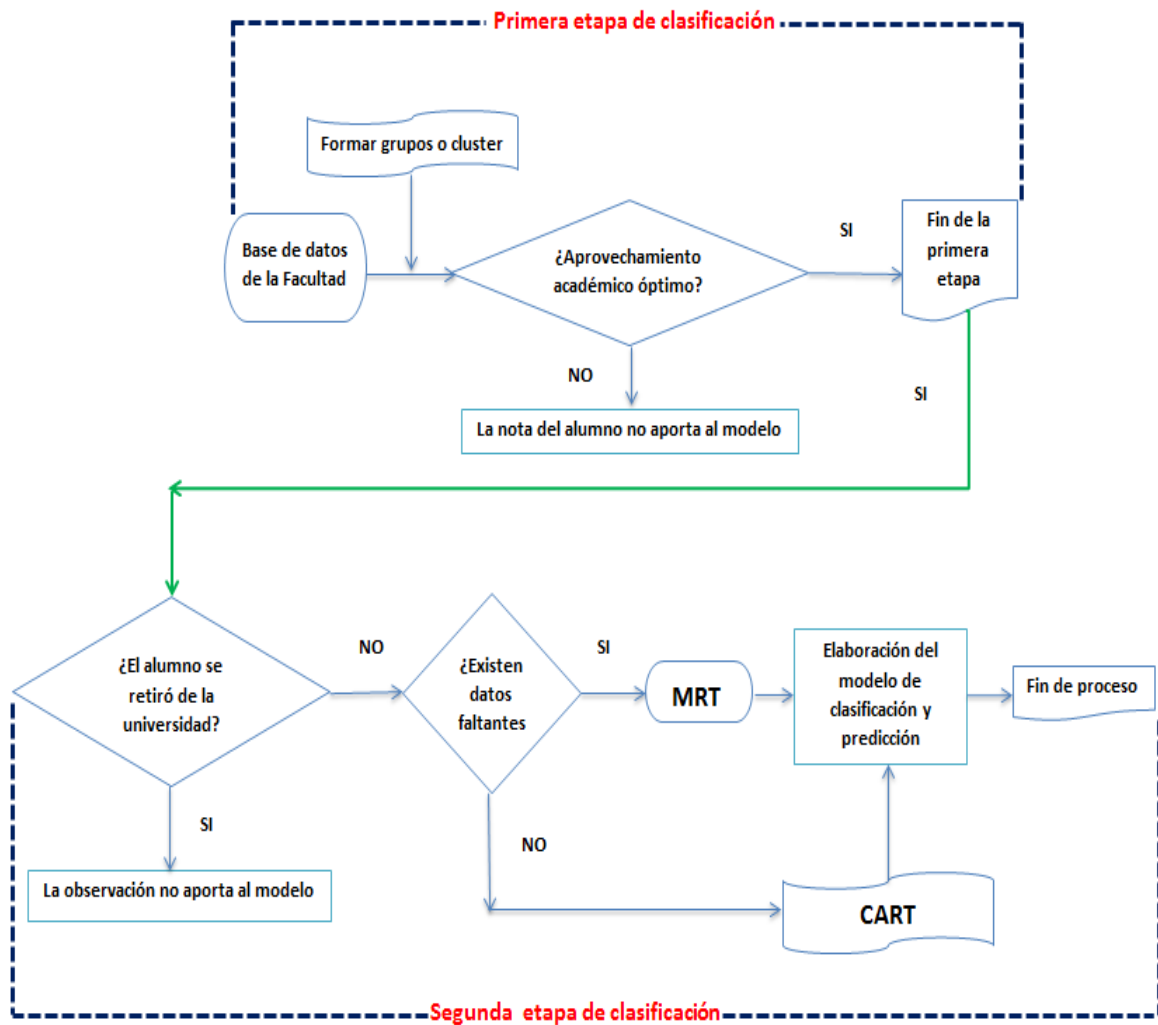 Primera etapa de clasificación
Formar grupos o cluster
Base de datos
de la Facultad
¿Aprovechamiento
académico óptimo?
SI
Fin de la
primera
etapa
NO
SI
La nota del alumno no aporta al modelo
¿El alumno se
retiró de la
universidad?
NO
¿Existen
datos
faltantes
SI
MRT
Elaboración del
modelo de
clasificación y
predicción
Fin de proceso
SI
NO
La observación no aporta al modelo
CART
Segunda etapa de clasificación